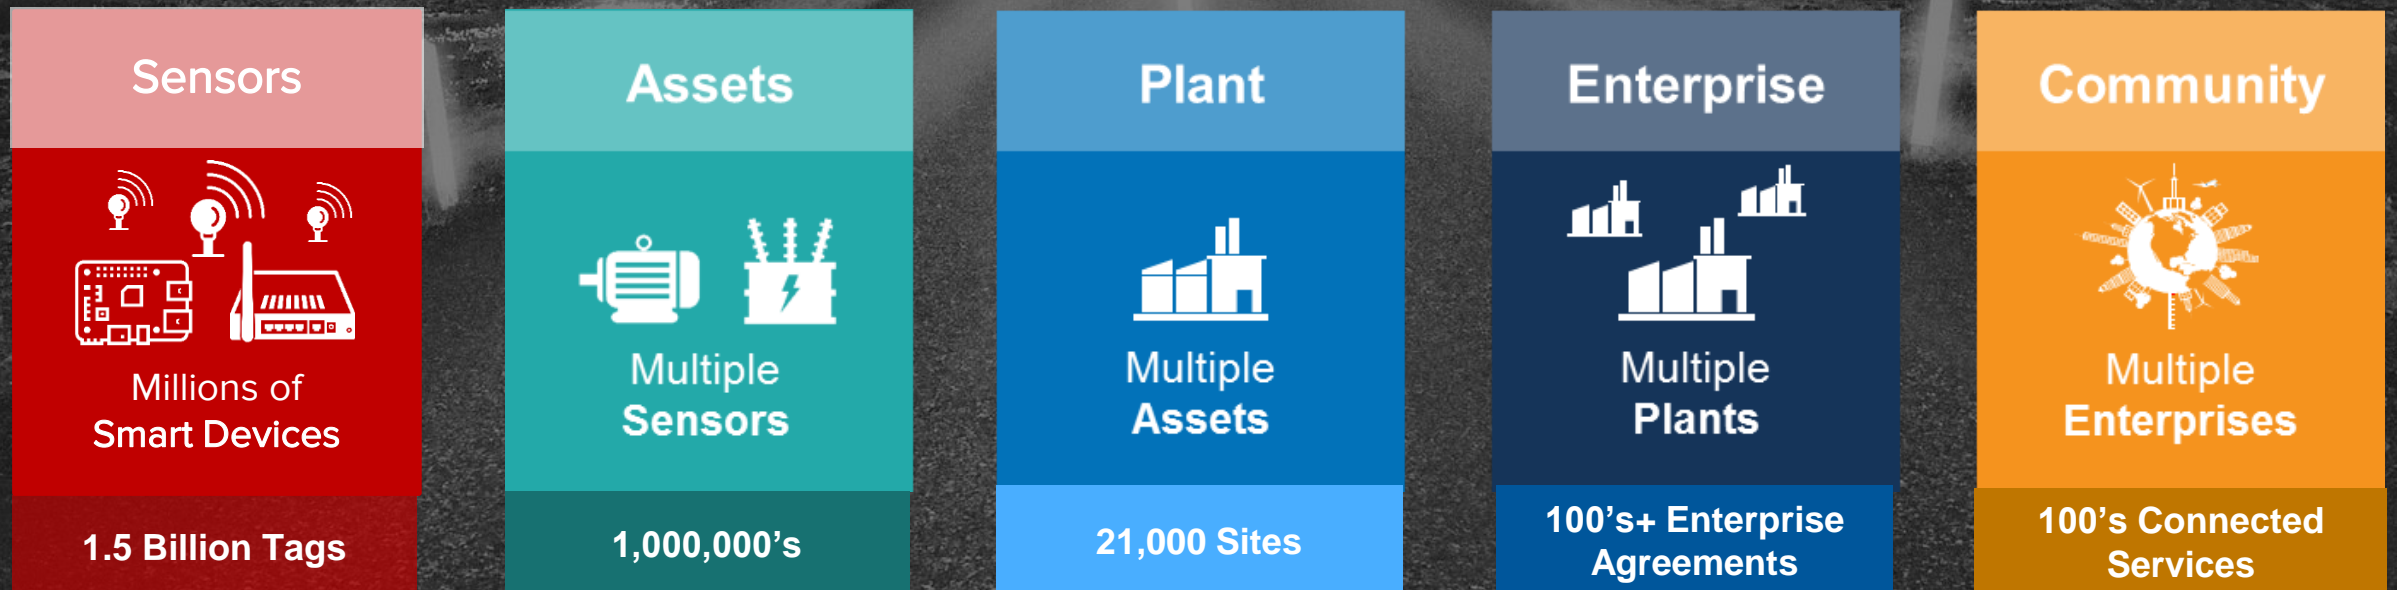 Sensors
Millions of
Smart Devices
1.5 Billion Tags
Assets
Multiple
Sensors
1,000,000’s
Plant
Multiple
Assets
21,000 Sites
Enterprise
Multiple
Plants
100’s+ Enterprise
Agreements
Community
Multiple
Enterprises
100’s Connected
Services